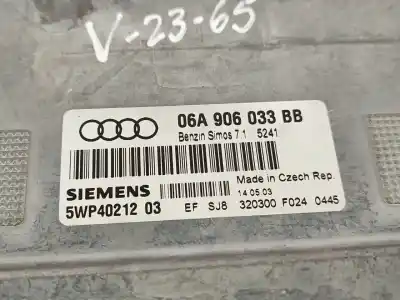 V-23-65
06A 906 033 BB
Benzin Simos 7.1 5241
Made in Czech Rep.
SIEMENS
14.05.03
5WP40212 03
EF SJ8 320300 F024 0445